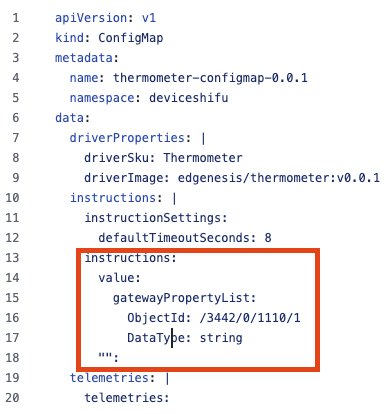 1 apiVersion: v1
2 kind: ConfigMap
3 metadata:
4 name: thermometer-configmap-0.0.1
5 namespace: deviceshifu
6 data:
7 driverProperties: |
8 driverSku: Thermometer
9 driverImage: edgenesis/thermometer:v0.0.1
10 instructions: |
11 instructionSettings:
12 defaultTimeoutSeconds: 8
13 instructions:
14 value:
15 gatewayPropertyList:
16 ObjectId: /3442/0/1110/1
17 DataType: string
18 "":
19 telemetries: |
20 telemetries: